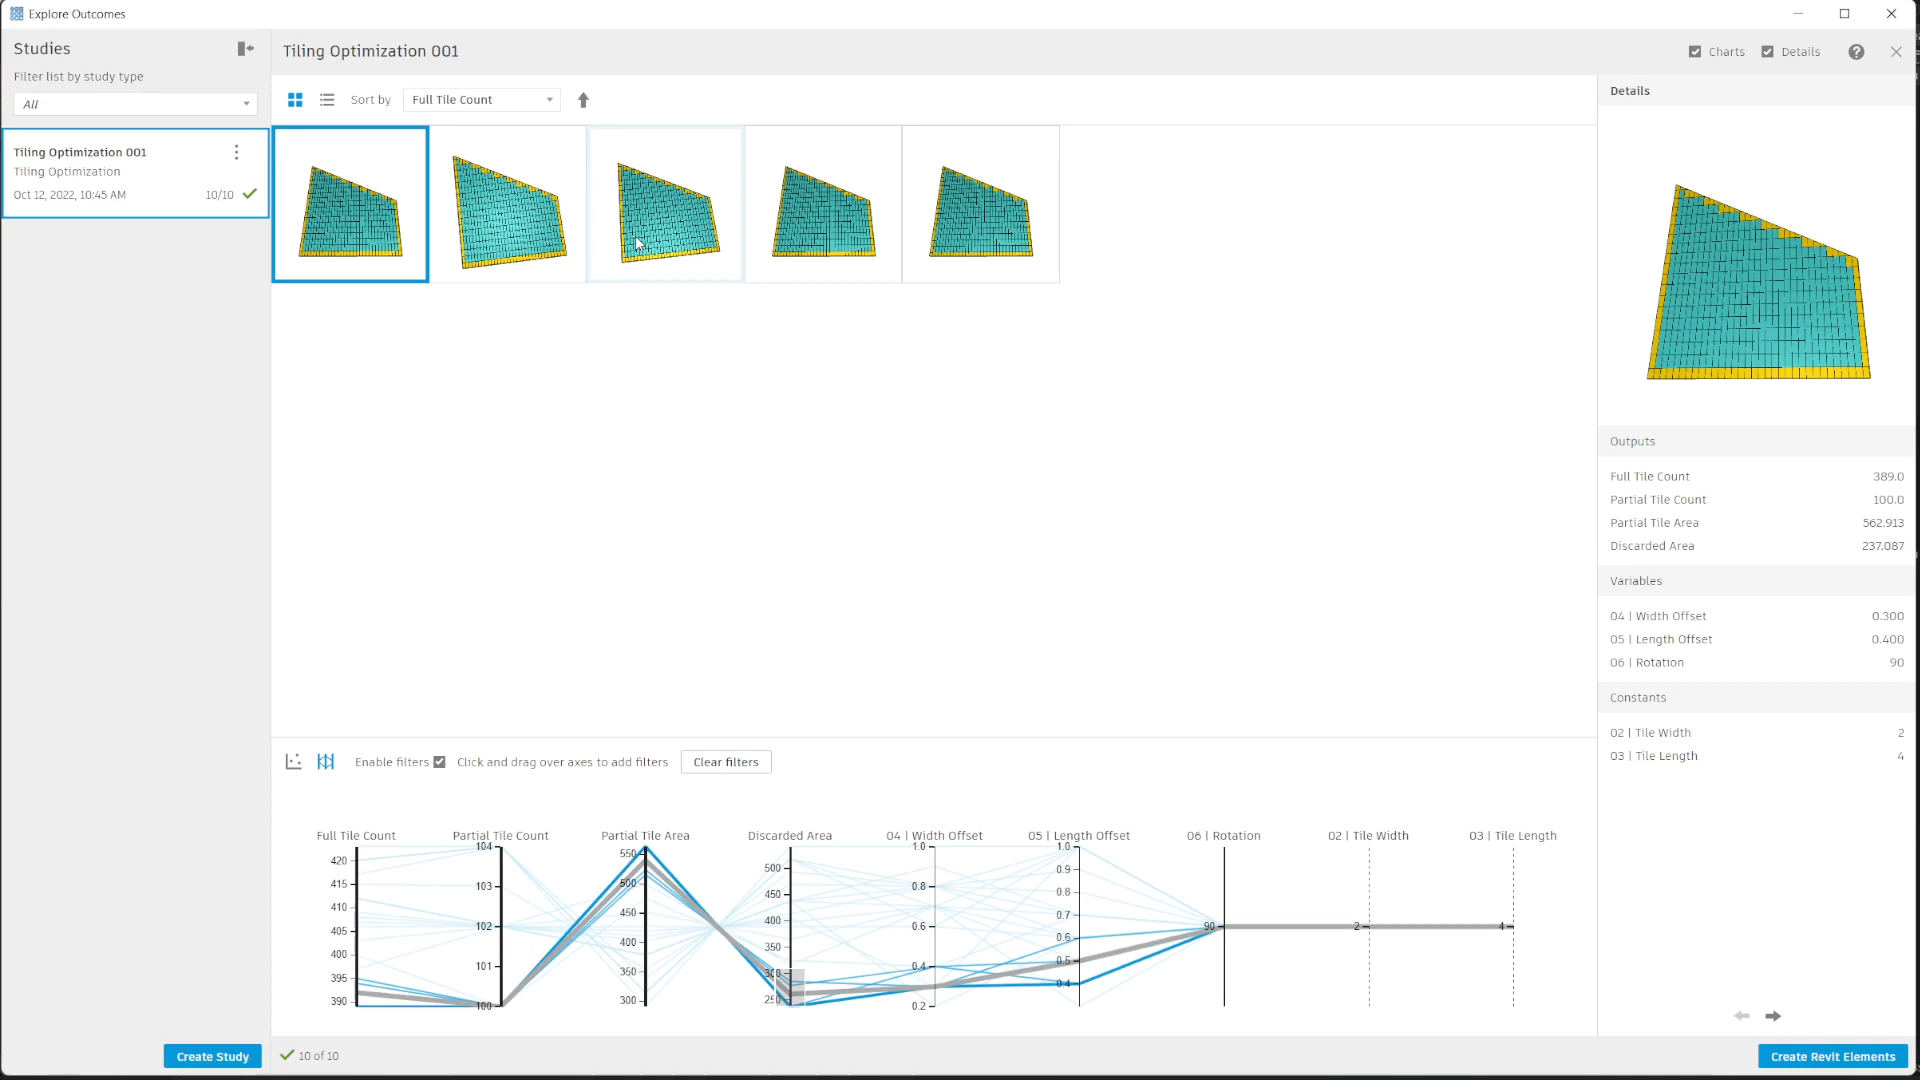 Explore Outcomes
Studies
Filter list by study type
All
Tiling Optimization 001
Tiling Optimization
Oct 12, 2022, 10:45 AM 10/10
Create Study
Tiling Optimization 001
Charts Details
Sort by Full Tile Count
Enable filters Click and drag over axes to add filters Clear filters
Full Tile Count Partial Tile Count Partial Tile Area Discarded Area 04 | Width Offset 05 | Length Offset 06 | Rotation 02 | Tile Width 03 | Tile Length
420
415
410
405
400
395
390
104
103
102
101
100
550
500
450
400
350
300
500
450
400
350
300
250
1.0
0.8
0.6
0.4
0.2
1.0
0.9
0.8
0.7
0.6
0.5
0.4
90
2
4
10 of 10
Details
Outputs
Full Tile Count 389.0
Partial Tile Count 100.0
Partial Tile Area 562.913
Discarded Area 237.087
Variables
04 | Width Offset 0.300
05 | Length Offset 0.400
06 | Rotation 90
Constants
02 | Tile Width 2
03 | Tile Length 4
Create Revit Elements